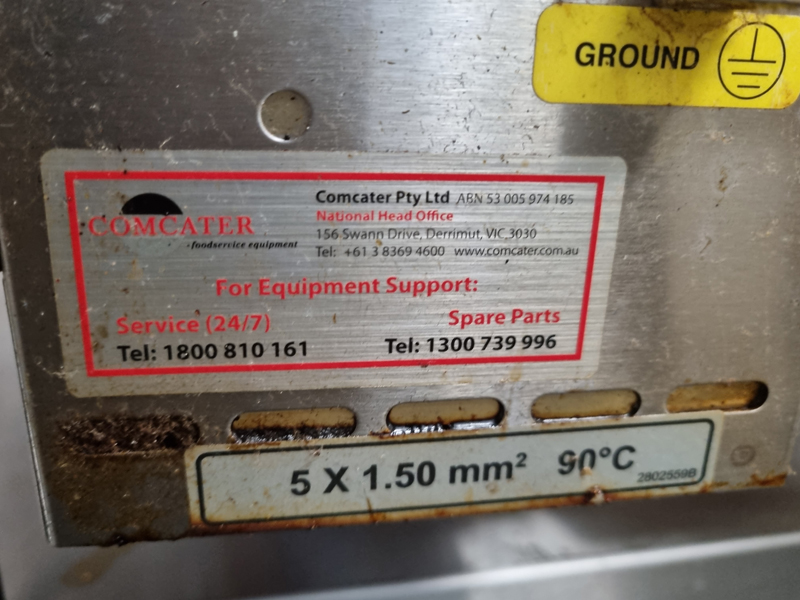 GROUND
COMCATER
foodservice equipment
Comcater Pty Ltd ABN 53 005 974 185
National Head Office
156 Swann Drive, Derrimut, VIC 3030
Tel: +61 3 8369 4600 www.comcater.com.au
For Equipment Support:
Service (24/7)
Tel: 1800 810 161
Spare Parts
Tel: 1300 739 996
5 X 1.50 mm² 90°C
2802559B